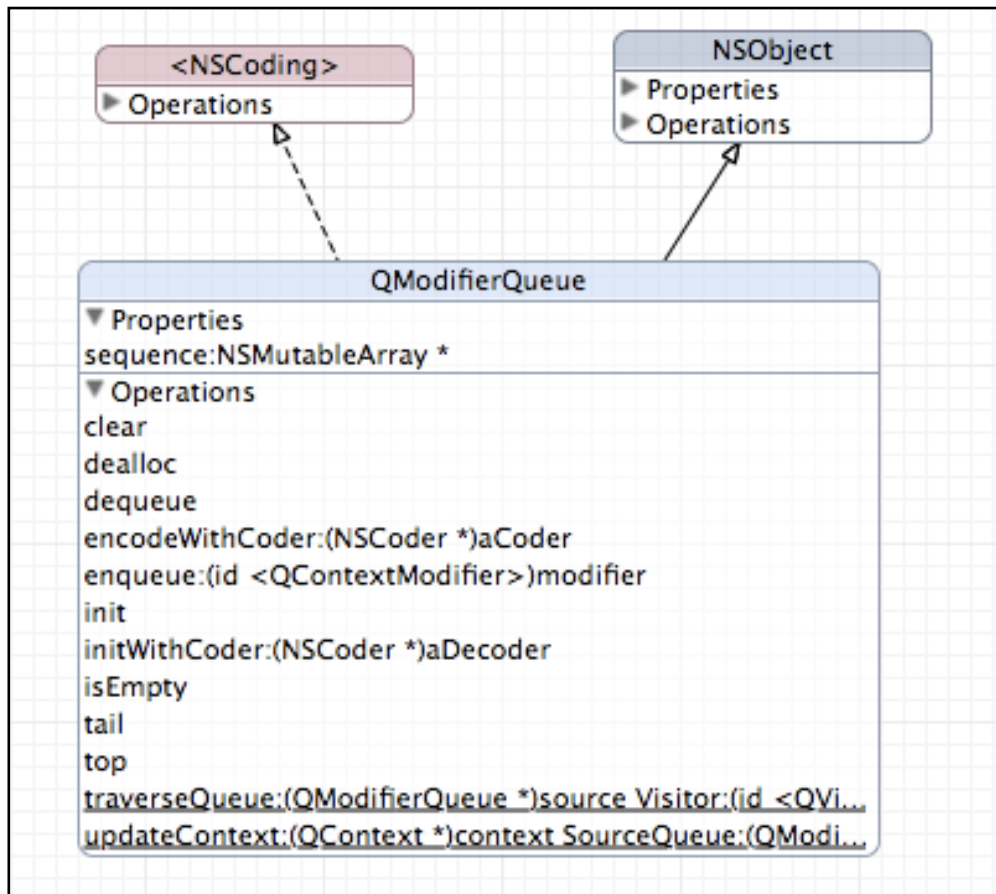 <NSCoding>
Operations
NSObject
Properties
Operations
QModifierQueue
Properties
sequence:NSMutableArray *
Operations
clear
dealloc
dequeue
encodeWithCoder:(NSCoder *)aCoder
enqueue:(id <QContextModifier>)modifier
init
initWithCoder:(NSCoder *)aDecoder
isEmpty
tail
top
traverseQueue:(QModifierQueue *)source Visitor:(id <QVi...
updateContext:(QContext *)context SourceQueue:(QModi...